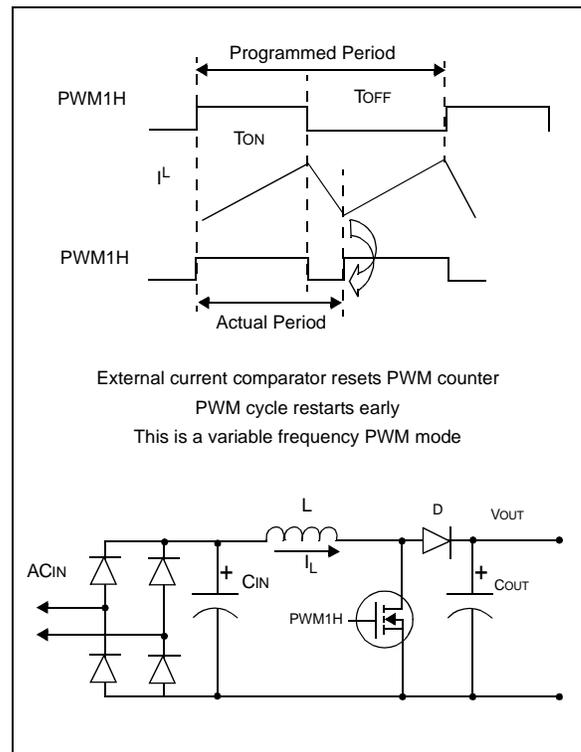 Programmed Period
PWM1H
TOFF
TON
IL
PWM1H
Actual Period
External current comparator resets PWM counter
PWM cycle restarts early
This is a variable frequency PWM mode
L
D
VOUT
ACIN
+
CIN
IL
+
COUT
PWM1H